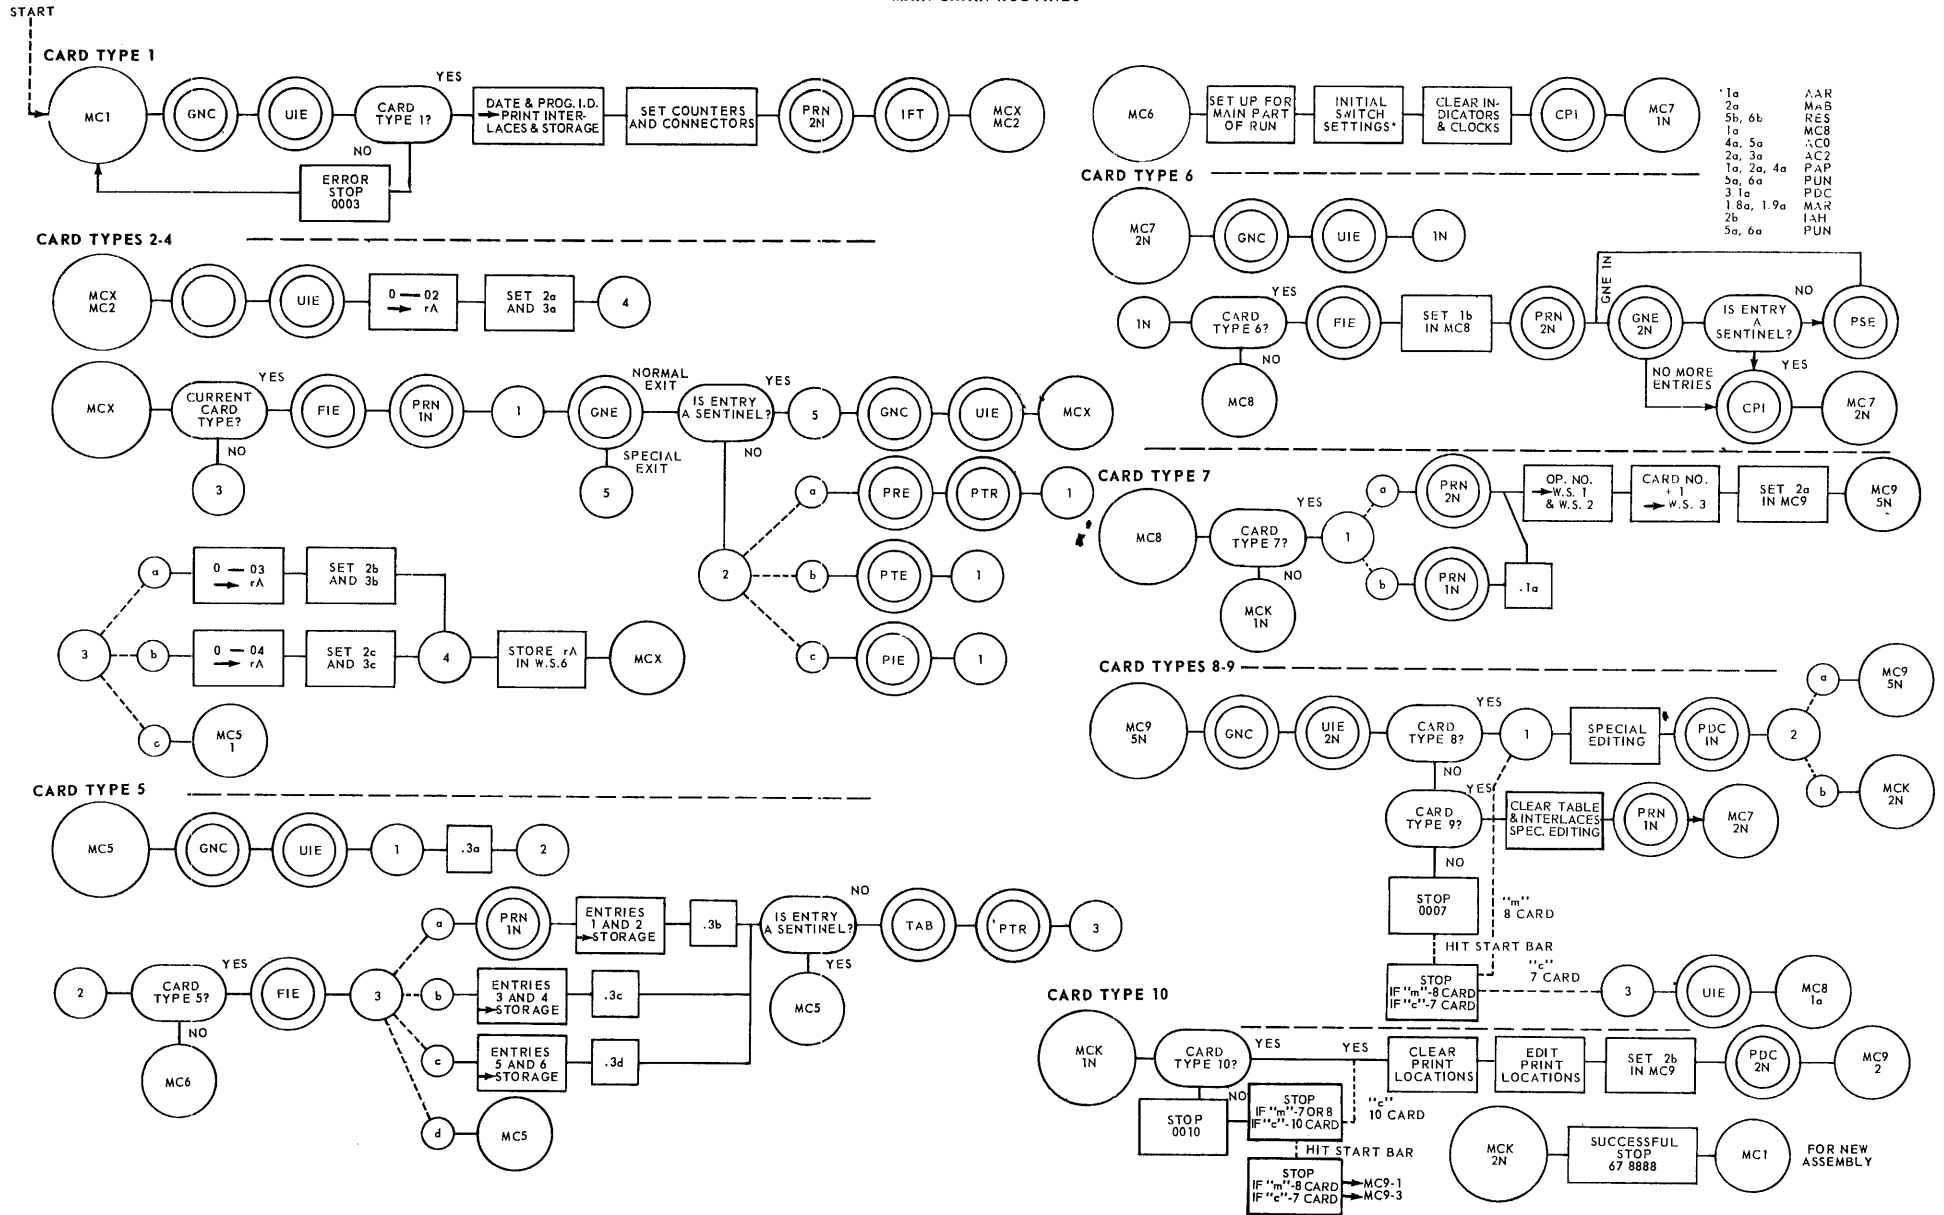 START
CARD TYPE 1
MC1
GNC
UIE
CARD
TYPE 1?
YES
NO
DATE & PROG. I.D.
→PRINT INTER-
LACES & STORAGE
SET COUNTERS
AND CONNECTORS
PRN
2N
IFT
MCX
MC2
ERROR
STOP
0003
CARD TYPES 2-4
MCX
MC2
UIE
0 — 02
→ rA
SET 2a
AND 3a
4
MCX
CURRENT
CARD
TYPE?
YES
NO
3
FIE
PRN
1N
1
GNE
NORMAL
EXIT
SPECIAL
EXIT
5
IS ENTRY
A SENTINEL?
YES
NO
5
GNC
UIE
MCX
2
a
PRE
PTR
1
b
PTE
1
c
PIE
1
3
a
0 — 03
→ rA
SET 2b
AND 3b
b
0 — 04
→ rA
SET 2c
AND 3c
4
STORE rA
IN W.S.6
MCX
c
MC5
1
CARD TYPE 5
MC5
GNC
UIE
1
.3a
2
2
CARD
TYPE 5?
YES
NO
MC6
FIE
3
a
PRN
1N
ENTRIES
1 AND 2
→STORAGE
.3b
b
ENTRIES
3 AND 4
→STORAGE
.3c
c
ENTRIES
5 AND 6
→STORAGE
.3d
d
MC5
IS ENTRY
A SENTINEL?
NO
YES
MC5
TAB
PTR
3
MC6
SET UP FOR
MAIN PART
OF RUN
INITIAL
SWITCH
SETTINGS*
CLEAR IN-
DICATORS
& CLOCKS
CPI
MC7
1N
1a AAR
2a MAB
5b, 6b RES
1a MC8
4a, 5a AC0
2a, 3a AC2
1a, 2a, 4a PAP
5a, 6a PUN
3.1a PDC
1.8a, 1.9a MAR
2b IAH
5a, 6a PUN
CARD TYPE 6
MC7
2N
GNC
UIE
1N
1N
CARD
TYPE 6?
YES
NO
MC8
FIE
SET 1b
IN MC8
PRN
2N
GNE 1N
GNE
2N
IS ENTRY
A
SENTINEL?
NO
YES
PSE
NO MORE
ENTRIES
CPI
MC7
2N
CARD TYPE 7
MC8
CARD
TYPE 7?
YES
NO
MCK
1N
1
a
PRN
2N
b
PRN
1N
.1a
OP. NO.
→W.S. 1
& W.S. 2
CARD NO.
+ 1
→ W.S. 3
SET 2a
IN MC9
MC9
5N
CARD TYPES 8-9
MC9
5N
GNC
UIE
2N
CARD
TYPE 8?
YES
NO
1
SPECIAL
EDITING
PDC
1N
2
a
MC9
5N
b
MCK
2N
CARD
TYPE 9?
YES
NO
CLEAR TABLE
& INTERLACES
SPEC. EDITING
PRN
1N
MC7
2N
STOP
0007
"m"
8 CARD
HIT START BAR
STOP
IF "m"-8 CARD
IF "c"-7 CARD
"c"
7 CARD
3
UIE
MC8
1a
CARD TYPE 10
MCK
1N
CARD
TYPE 10?
YES
YES
NO
STOP
0010
STOP
IF "m"-7 OR 8
IF "c"-10 CARD
"c"
10 CARD
CLEAR
PRINT
LOCATIONS
EDIT
PRINT
LOCATIONS
SET 2b
IN MC9
PDC
2N
MC9
2
HIT START BAR
STOP
IF "m"-8 CARD →MC9-1
IF "c"-7 CARD →MC9-3
MCK
2N
SUCCESSFUL
STOP
67 8888
MC1
FOR NEW
ASSEMBLY